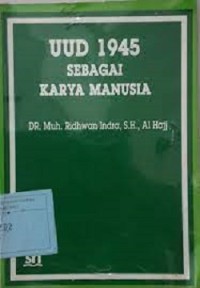 UUD 1945
SEBAGAI
KARYA MANUSIA
DR. Muh. Ridhwan Indra, S.H., Al Hajj